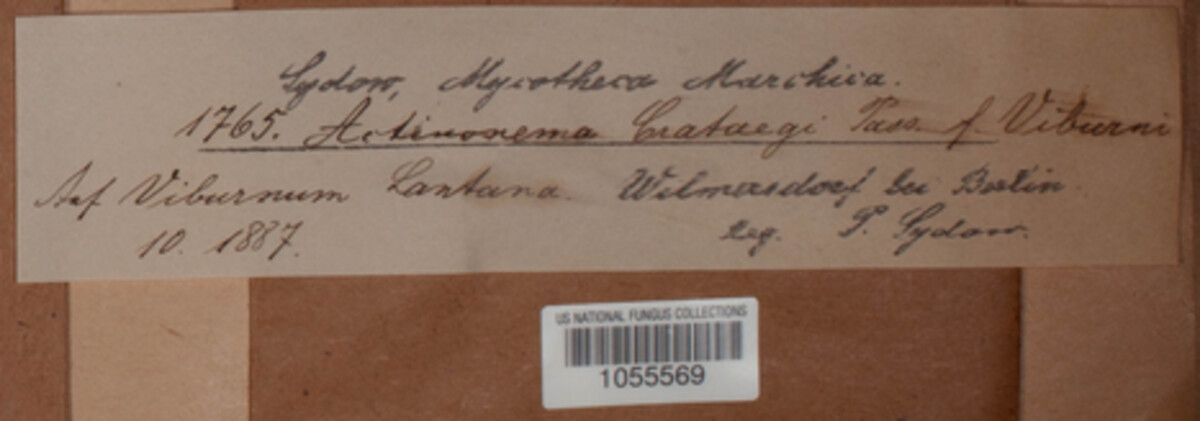 Sydow, Mycotheca Marchica.
1765. Actinonema Crataegi Pass. f. Viburni
Auf Viburnum Lantana. Wilmersdorf bei Berlin.
10. 1887. Leg. P. Sydow.
US NATIONAL FUNGUS COLLECTIONS
1055569